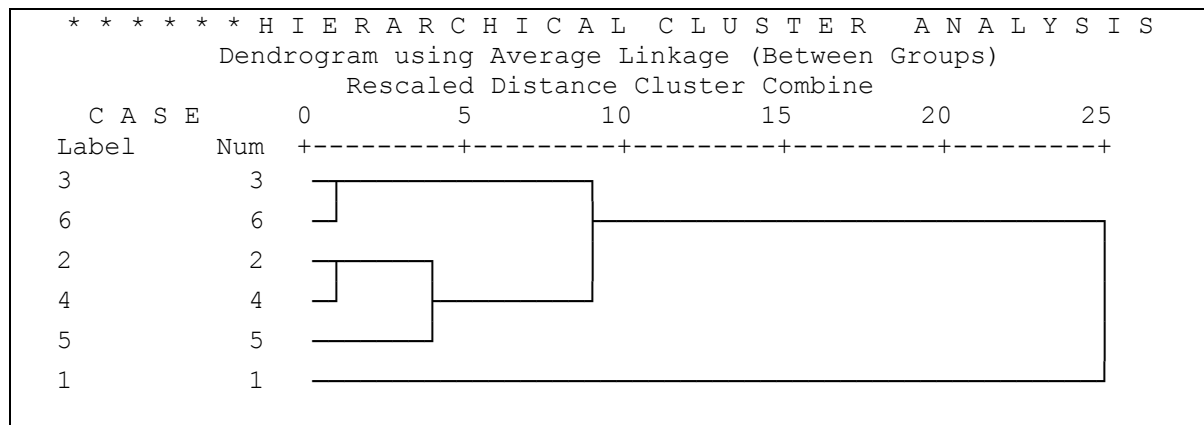 * * * * * * H I E R A R C H I C A L  C L U S T E R   A N A L Y S I S
Dendrogram using Average Linkage (Between Groups)
Rescaled Distance Cluster Combine
C A S E 0 5 10 15 20 25
Label Num +---------+---------+---------+---------+---------+
3 3
6 6
2 2
4 4
5 5
1 1